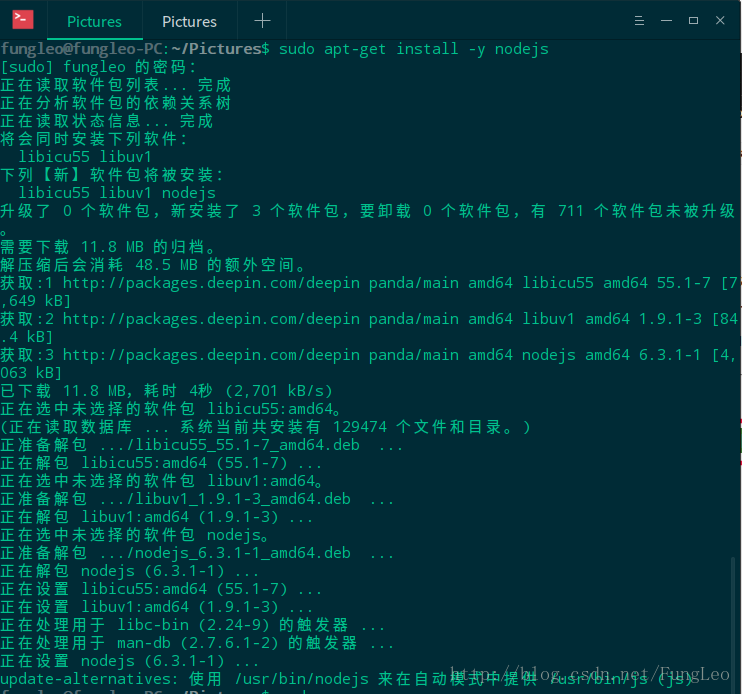 Pictures
Pictures
fungleo@fungleo-PC:~/Pictures$ sudo apt-get install -y nodejs
[sudo] fungleo 的密码：
正在读取软件包列表... 完成
正在分析软件包的依赖关系树
正在读取状态信息... 完成
将会同时安装下列软件：
  libicu55 libuv1
下列【新】软件包将被安装：
  libicu55 libuv1 nodejs
升级了 0 个软件包，新安装了 3 个软件包，要卸载 0 个软件包，有 711 个软件包未被升级
。
需要下载 11.8 MB 的归档。
解压缩后会消耗 48.5 MB 的额外空间。
获取:1 http://packages.deepin.com/deepin panda/main amd64 libicu55 amd64 55.1-7 [7
,649 kB]
获取:2 http://packages.deepin.com/deepin panda/main amd64 libuv1 amd64 1.9.1-3 [84
.4 kB]
获取:3 http://packages.deepin.com/deepin panda/main amd64 nodejs amd64 6.3.1-1 [4,
063 kB]
已下载 11.8 MB，耗时 4秒 (2,701 kB/s)
正在选中未选择的软件包 libicu55:amd64。
(正在读取数据库 ... 系统当前共安装有 129474 个文件和目录。)
正准备解包 .../libicu55_55.1-7_amd64.deb  ...
正在解包 libicu55:amd64 (55.1-7) ...
正在选中未选择的软件包 libuv1:amd64。
正准备解包 .../libuv1_1.9.1-3_amd64.deb  ...
正在解包 libuv1:amd64 (1.9.1-3) ...
正在选中未选择的软件包 nodejs。
正准备解包 .../nodejs_6.3.1-1_amd64.deb  ...
正在解包 nodejs (6.3.1-1) ...
正在设置 libicu55:amd64 (55.1-7) ...
正在设置 libuv1:amd64 (1.9.1-3) ...
正在处理用于 libc-bin (2.24-9) 的触发器 ...
正在处理用于 man-db (2.7.6.1-2) 的触发器 ...
正在设置 nodejs (6.3.1-1) ...
update-alternatives: 使用 /usr/bin/nodejs 来在自动模式中提供 /usr/bin/js (js)
http://blog.csdn.net/FungLeo